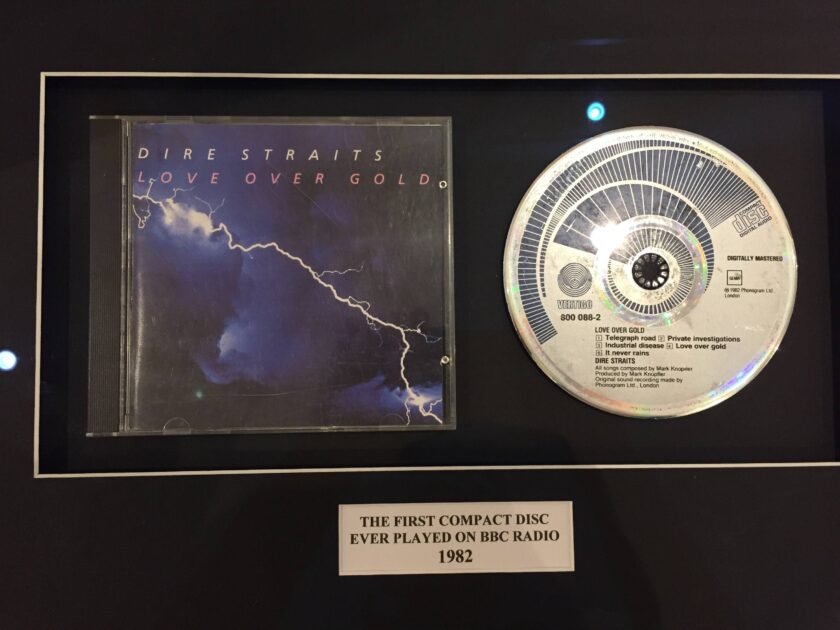 DIRE STRAITS
LOVE OVER GOLD
COMPACT
disc
DIGITAL AUDIO
DIGITALLY MASTERED
℗ 1982 Phonogram Ltd.
London
VERTIGO
800 088-2
LOVE OVER GOLD
1 Telegraph road 2 Private investigations
3 Industrial disease 4 Love over gold
5 It never rains
DIRE STRAITS
All songs composed by Mark Knopfler
Produced by Mark Knopfler
Original sound recording made by
Phonogram Ltd., London
THE FIRST COMPACT DISC
EVER PLAYED ON BBC RADIO
1982